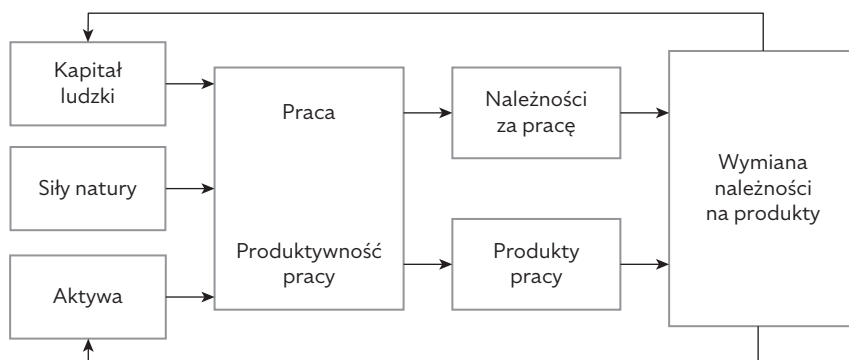 Kapitał
ludzki
Siły natury
Aktywa
Praca
Produktywność
pracy
Należności
za pracę
Produkty
pracy
Wymiana
należności
na produkty